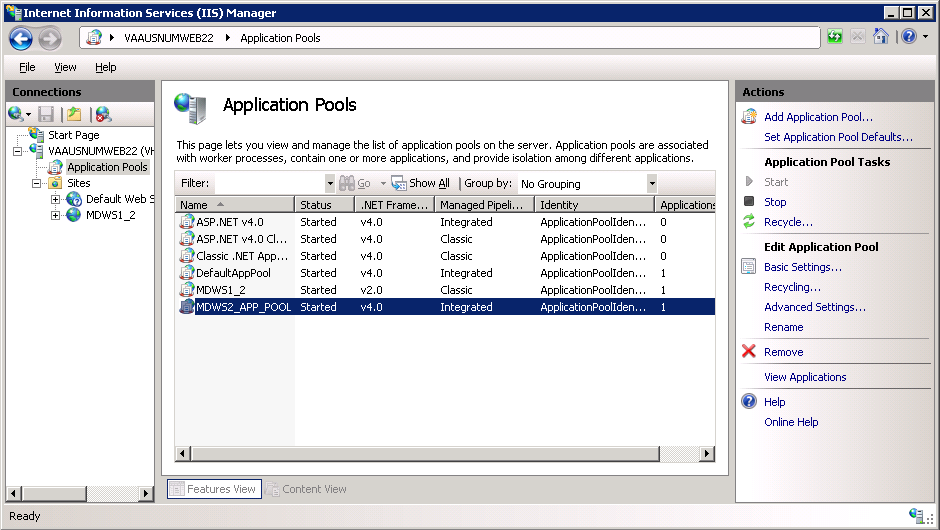 Internet Information Services (IIS) Manager
VAAUSNUMWEB22 Application Pools
File View Help
Connections
Start Page
VAAUSNUMWEB22 (VH
Application Pools
Sites
Default Web S
MDWS1_2
Application Pools
This page lets you view and manage the list of application pools on the server. Application pools are associated
with worker processes, contain one or more applications, and provide isolation among different applications.
Filter: Go Show All Group by: No Grouping
Name Status .NET Frame... Managed Pipeli... Identity Applications
ASP.NET v4.0 Started v4.0 Integrated ApplicationPoolIden... 0
ASP.NET v4.0 Cl... Started v4.0 Classic ApplicationPoolIden... 0
Classic .NET App... Started v4.0 Classic ApplicationPoolIden... 0
DefaultAppPool Started v4.0 Integrated ApplicationPoolIden... 1
MDWS1_2 Started v2.0 Classic ApplicationPoolIden... 1
MDWS2_APP_POOL Started v4.0 Integrated ApplicationPoolIden... 1
Features View Content View
Actions
Add Application Pool...
Set Application Pool Defaults...
Application Pool Tasks
Start
Stop
Recycle...
Edit Application Pool
Basic Settings...
Recycling...
Advanced Settings...
Rename
Remove
View Applications
Help
Online Help
Ready